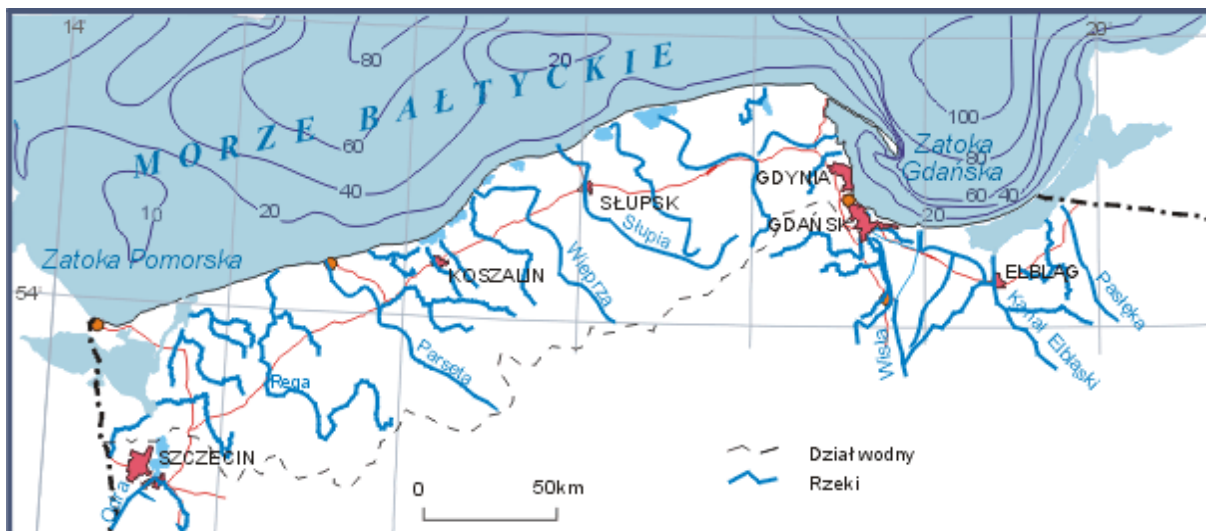 14'
20'
80
20
MORZE BAŁTYCKIE
100
60
Zatoka
Gdańska
80
40
GDYNIA
10
20
SŁUPSK
60
40
GDAŃSK
20
Słupia
Zatoka Pomorska
Wieprza
KOSZALIN
ELBLĄG
Pasłęka
54'
Kanał Elbląski
Wisła
Parsęta
Rega
SZCZECIN
Dział wodny
Rzeki
Odra
0
50km